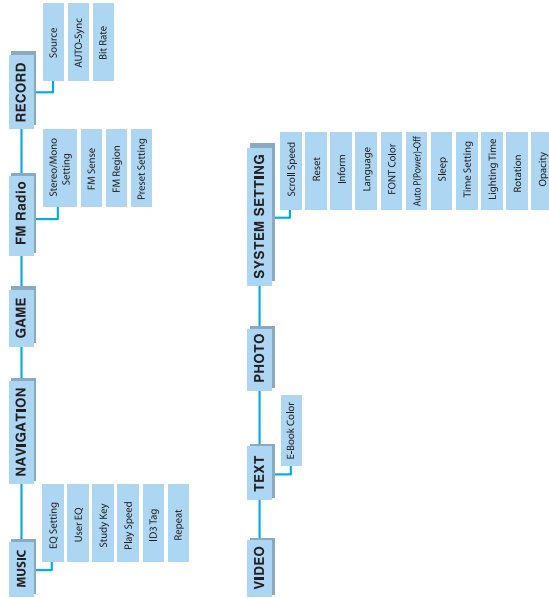 MUSIC
EQ Setting
User EQ
Study Key
Play Speed
ID3 Tag
Repeat
NAVIGATION
GAME
FM Radio
Stereo/Mono
Setting
FM Sense
FM Region
Preset Setting
RECORD
Source
AUTO-Sync
Bit Rate
VIDEO
TEXT
E-Book Color
PHOTO
SYSTEM SETTING
Scroll Speed
Reset
Inform
Language
FONT Color
Auto P(Power)-Off
Sleep
Time Setting
Lighting Time
Rotation
Opacity